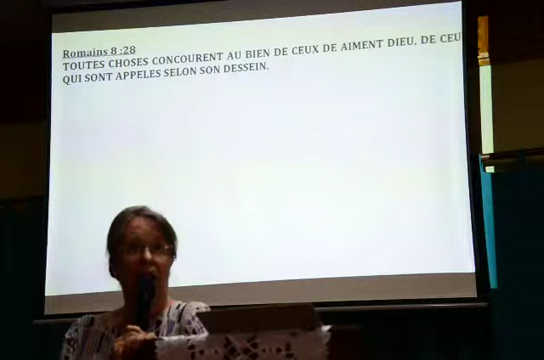 Romains 8 :28
TOUTES CHOSES CONCOURENT AU BIEN DE CEUX DE AIMENT DIEU, DE CEU
QUI SONT APPELES SELON SON DESSEIN.